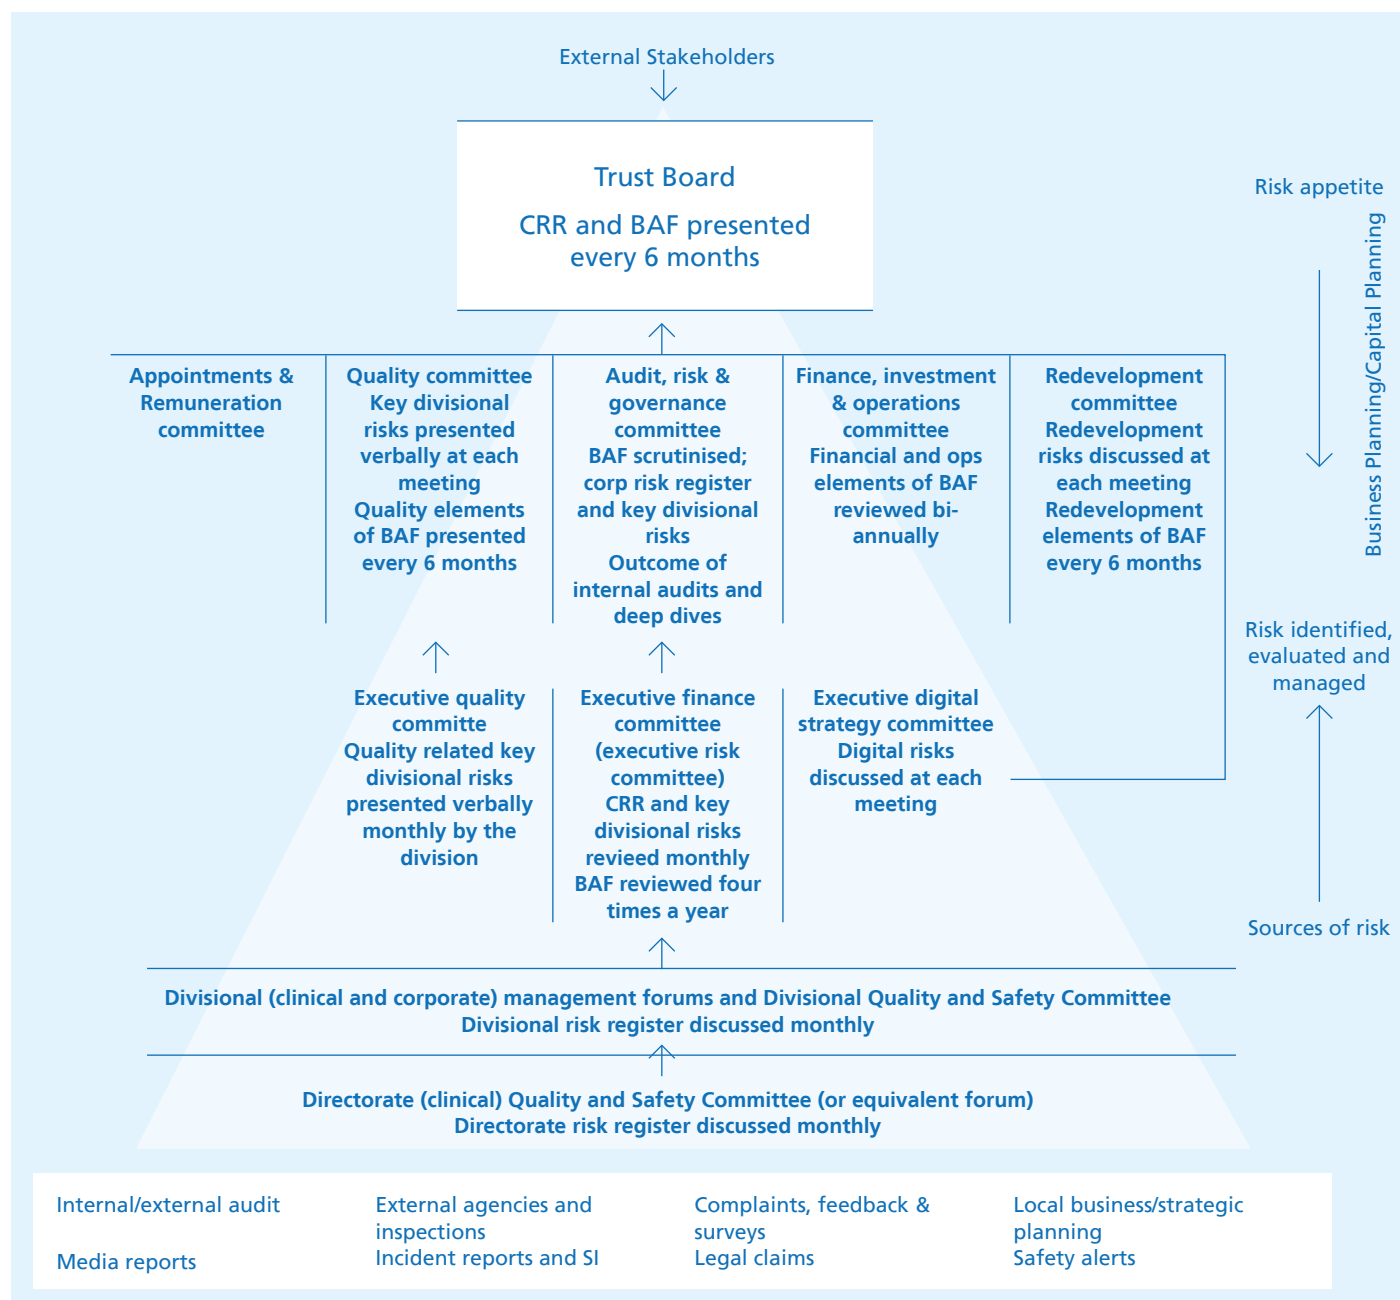 External Stakeholders
Trust Board
CRR and BAF presented
every 6 months
Risk appetite
Business Planning/Capital Planning
Appointments &
Remuneration
committee
Quality committee
Key divisional
risks presented
verbally at each
meeting
Quality elements
of BAF presented
every 6 months
Audit, risk &
governance
committee
BAF scrutinised;
corp risk register
and key divisional
risks
Outcome of
internal audits and
deep dives
Finance, investment
& operations
committee
Financial and ops
elements of BAF
reviewed bi-
annually
Redevelopment
committee
Redevelopment
risks discussed at
each meeting
Redevelopment
elements of BAF
every 6 months
Risk identified,
evaluated and
managed
Executive quality
committe
Quality related key
divisional risks
presented verbally
monthly by the
division
Executive finance
committee
(executive risk
committee)
CRR and key
divisional risks
revieed monthly
BAF reviewed four
times a year
Executive digital
strategy committee
Digital risks
discussed at each
meeting
Sources of risk
Divisional (clinical and corporate) management forums and Divisional Quality and Safety Committee
Divisional risk register discussed monthly
Directorate (clinical) Quality and Safety Committee (or equivalent forum)
Directorate risk register discussed monthly
Internal/external audit
Media reports
External agencies and
inspections
Incident reports and SI
Complaints, feedback &
surveys
Legal claims
Local business/strategic
planning
Safety alerts